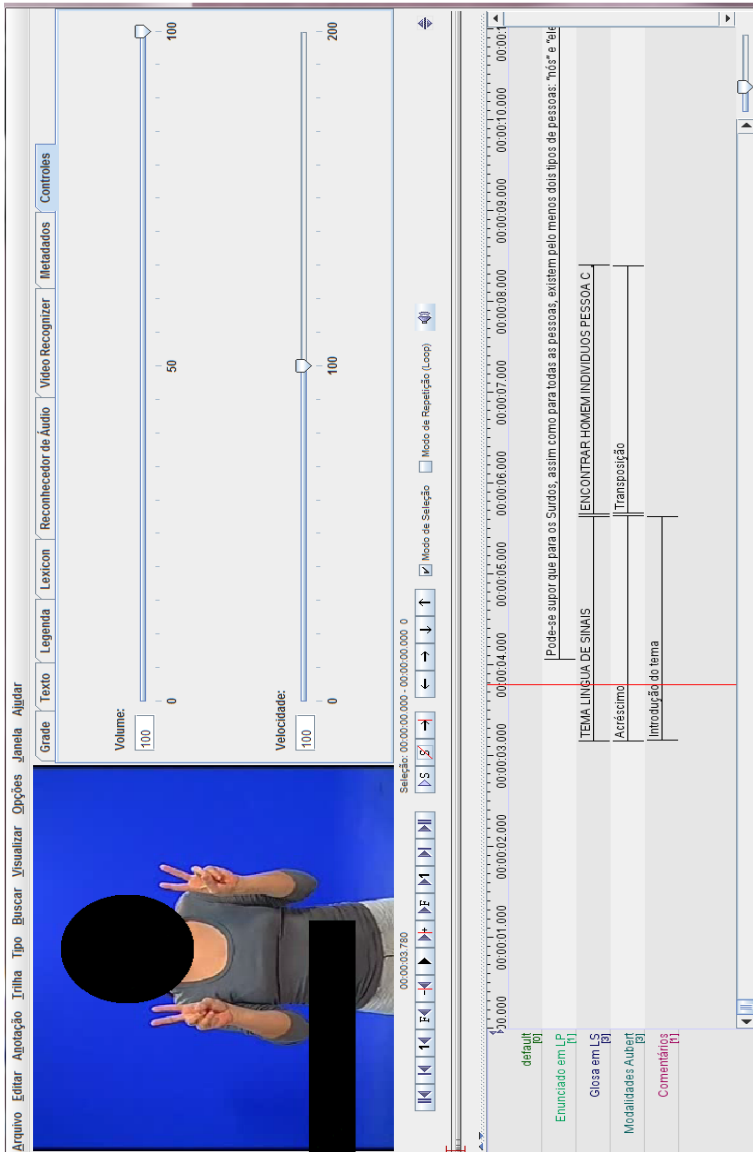 Arquivo Editar Anotação Trilha Tipo Buscar Visualizar Opções Janela Ajudar
Grade Texto Legenda Lexicon Reconhecedor de Áudio Video Recognizer Metadados Controles
Volume:
100
0 50 100
Velocidade:
100
0 100 200
00:00:03.780
Seleção: 00:00:00.000 - 00:00:00.000 0
1 F F 1 S S Modo de Seleção Modo de Repetição (Loop)
00.000 00:00:01.000 00:00:02.000 00:00:03.000 00:00:04.000 00:00:05.000 00:00:06.000 00:00:07.000 00:00:08.000 00:00:09.000 00:00:10.000 00:00:1
default
[0]
Enunciado em LP
[1]
Pode-se supor que para os Surdos, assim como para todas as pessoas, existem pelo menos dois tipos de pessoas: "nós" e "ele
Glosa em LS
[3]
TEMA LINGUA DE SINAIS ENCONTRAR HOMEM INDIVIDUOS PESSOA C
Modalidades Aubert
[3]
Acréscimo Transposição
Comentários
[1]
Introdução do tema